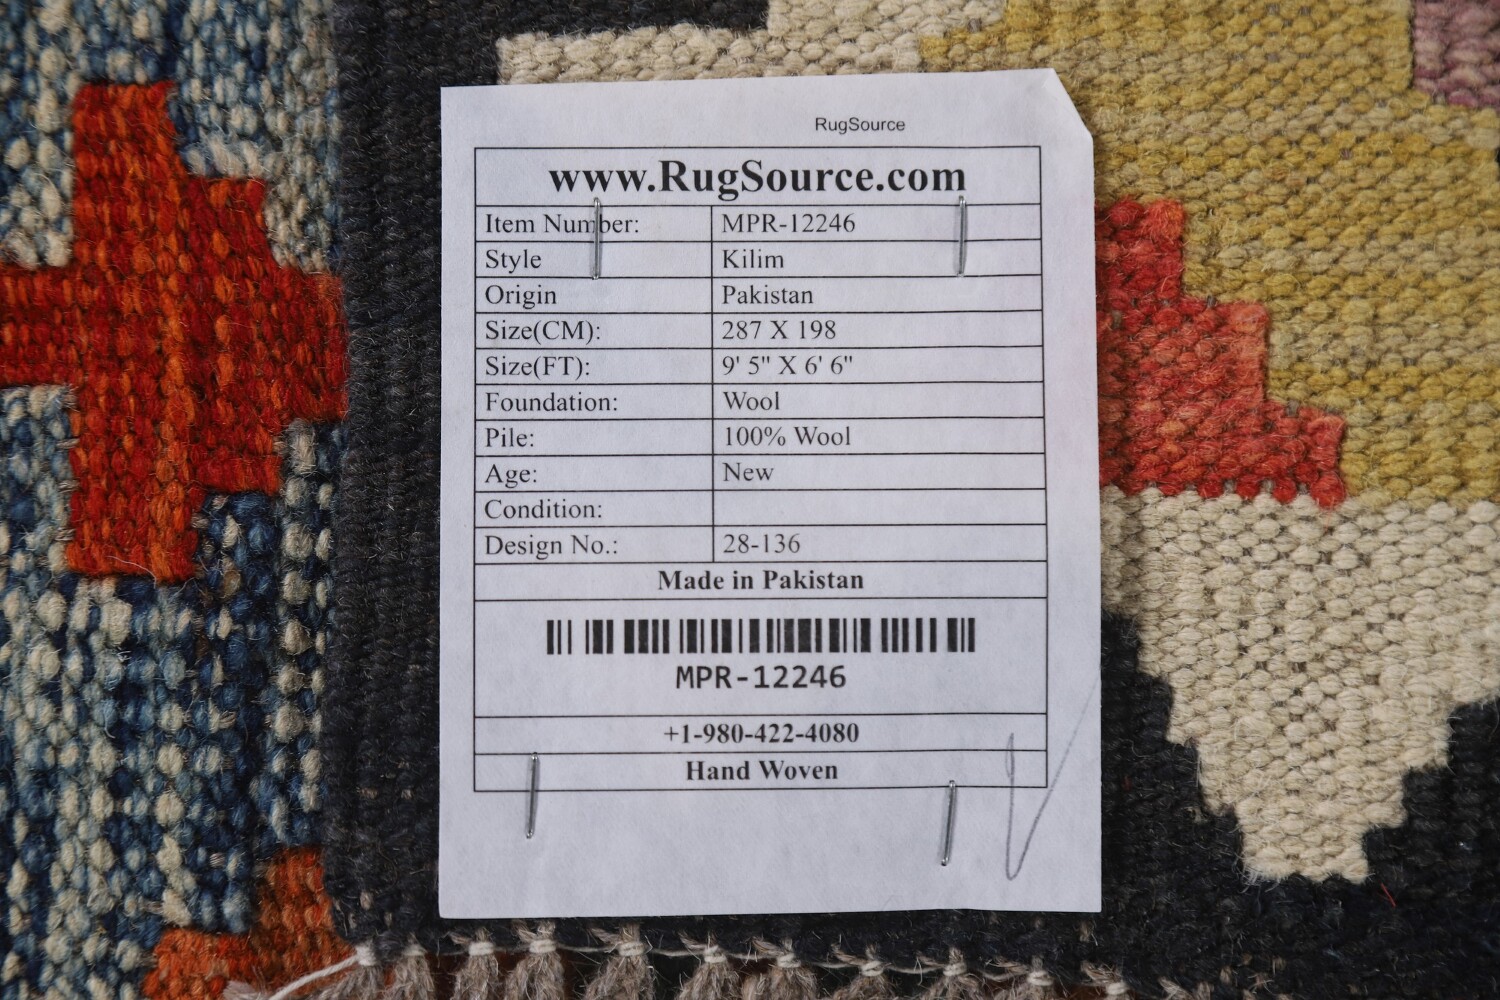 RugSource
www.RugSource.com
Item Number: MPR-12246
Style Kilim
Origin Pakistan
Size(CM): 287 X 198
Size(FT): 9' 5" X 6' 6"
Foundation: Wool
Pile: 100% Wool
Age: New
Condition:
Design No.: 28-136
Made in Pakistan
MPR-12246
+1-980-422-4080
Hand Woven